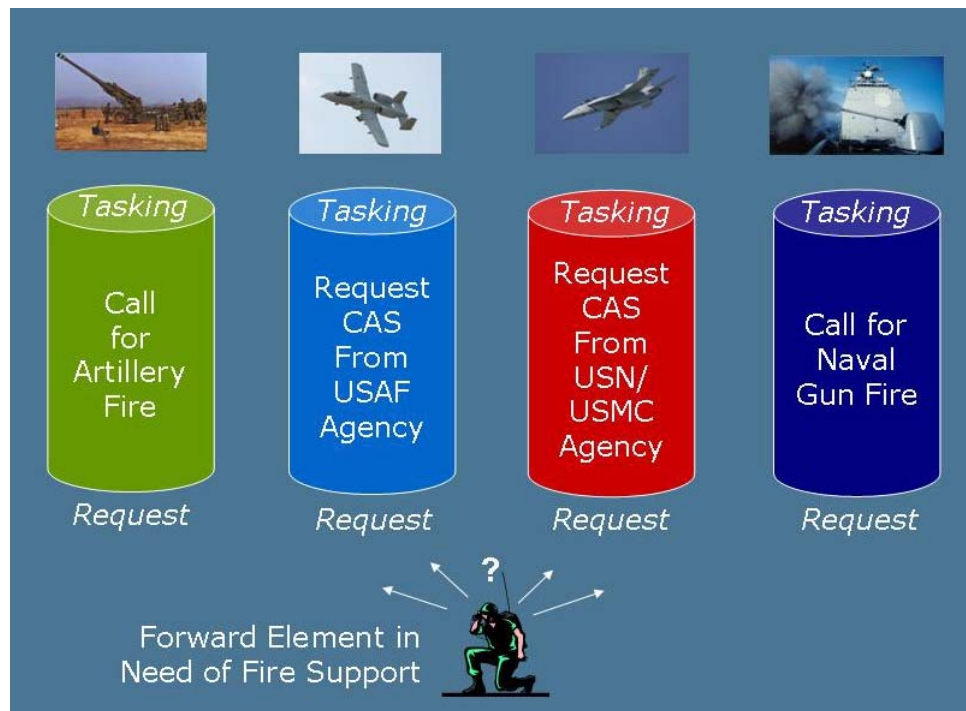 Tasking
Call
for
Artillery
Fire
Request
Tasking
Request
CAS
From
USAF
Agency
Request
Tasking
Request
CAS
From
USN/
USMC
Agency
Request
Tasking
Call for
Naval
Gun Fire
Request
?
Forward Element in
Need of Fire Support